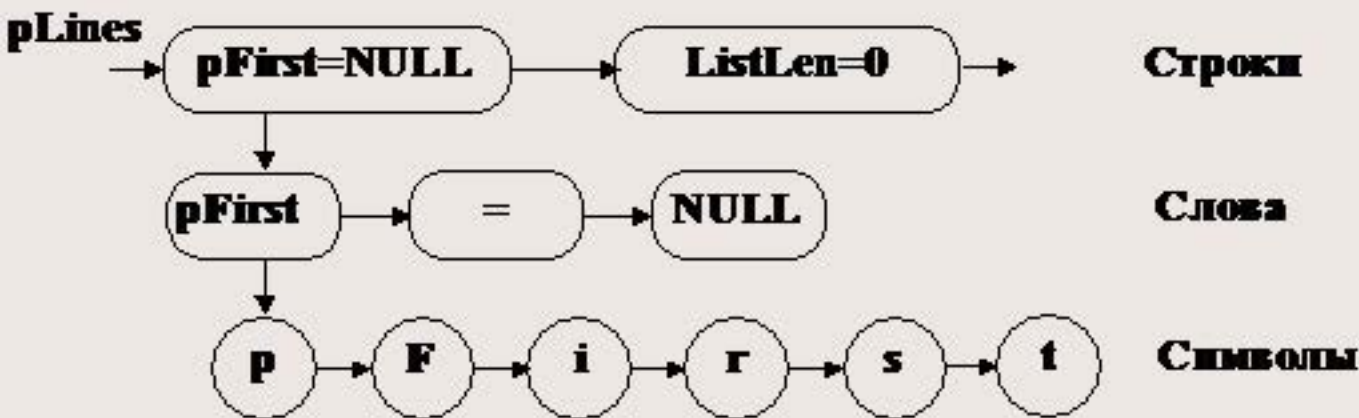 pLines
pFirst=NULL ListLen=0 Строки
pFirst = NULL Слова
p F i r s t Символы